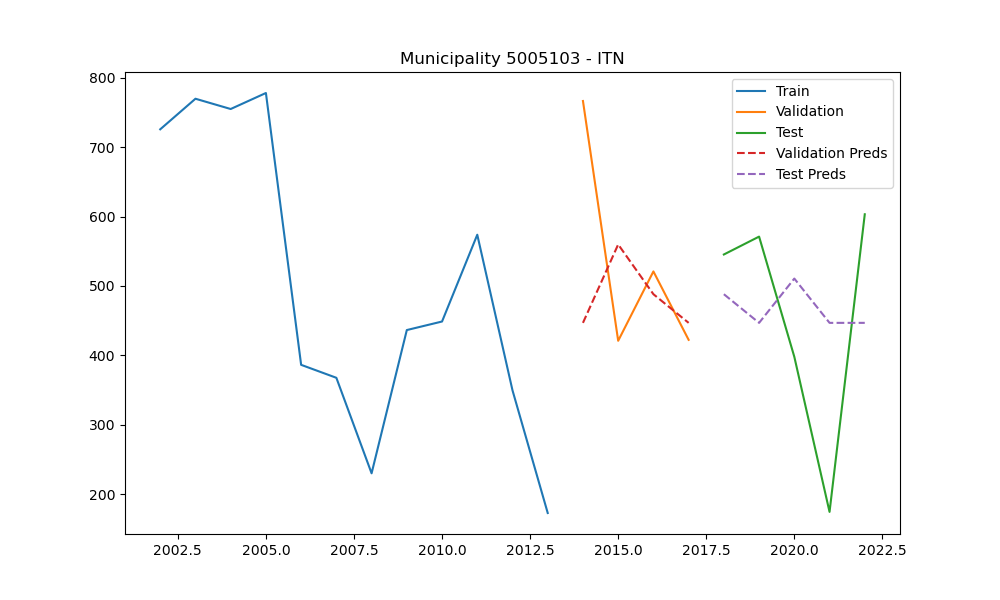 Municipality 5005103 - ITN
800
700
600
500
400
300
200
Train
Validation
Test
Validation Preds
Test Preds
2002.5 2005.0 2007.5 2010.0 2012.5 2015.0 2017.5 2020.0 2022.5